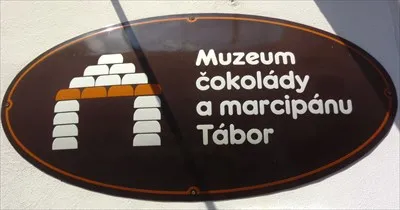 Muzeum
čokolády
a marcipánu
Tábor